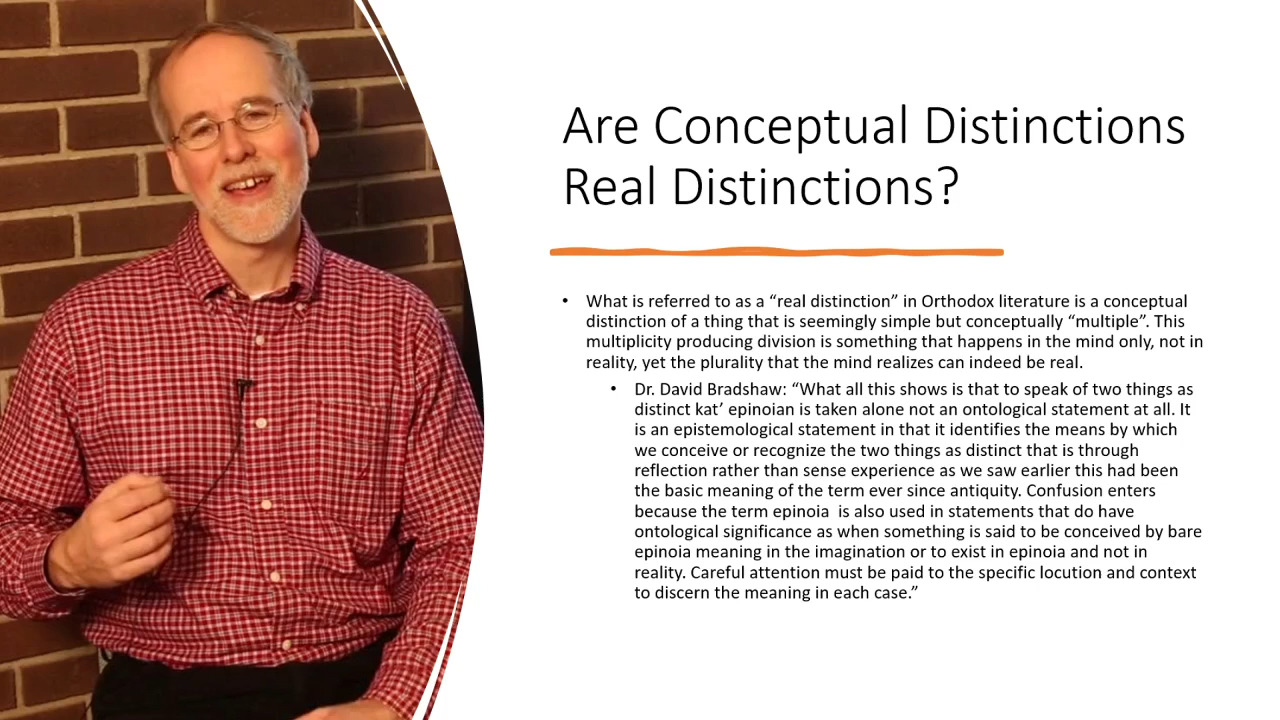 Are Conceptual Distinctions
Real Distinctions?
• What is referred to as a “real distinction” in Orthodox literature is a conceptual
distinction of a thing that is seemingly simple but conceptually “multiple”. This
multiplicity producing division is something that happens in the mind only, not in
reality, yet the plurality that the mind realizes can indeed be real.
• Dr. David Bradshaw: “What all this shows is that to speak of two things as
distinct kat’ epinoian is taken alone not an ontological statement at all. It
is an epistemological statement in that it identifies the means by which
we conceive or recognize the two things as distinct that is through
reflection rather than sense experience as we saw earlier this had been
the basic meaning of the term ever since antiquity. Confusion enters
because the term epinoia  is also used in statements that do have
ontological significance as when something is said to be conceived by bare
epinoia meaning in the imagination or to exist in epinoia and not in
reality. Careful attention must be paid to the specific locution and context
to discern the meaning in each case.”